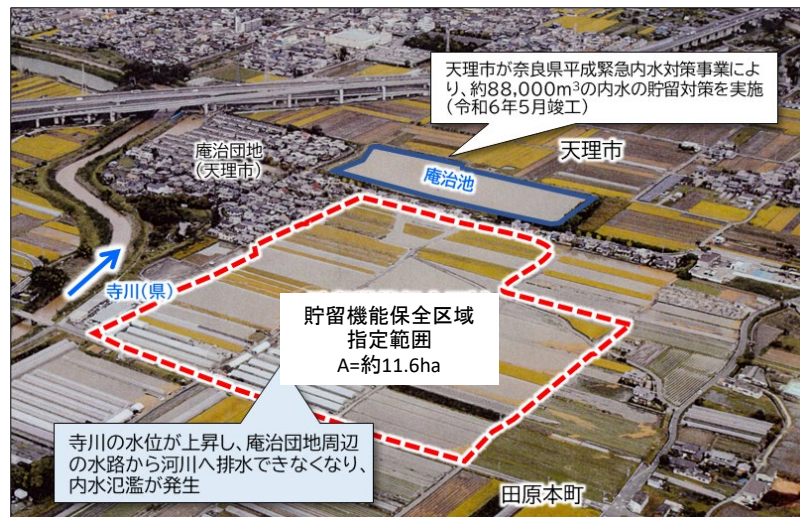 天理市が奈良県平成緊急内水対策事業によ
り、約88,000m³の内水の貯留対策を実施
(令和6年5月竣工)
庵治団地
(天理市)
天理市
庵治池
寺川(県)
貯留機能保全区域
指定範囲
A=約11.6ha
寺川の水位が上昇し、庵治団地周辺
の水路から河川へ排水できなくなり、
内水氾濫が発生
田原本町